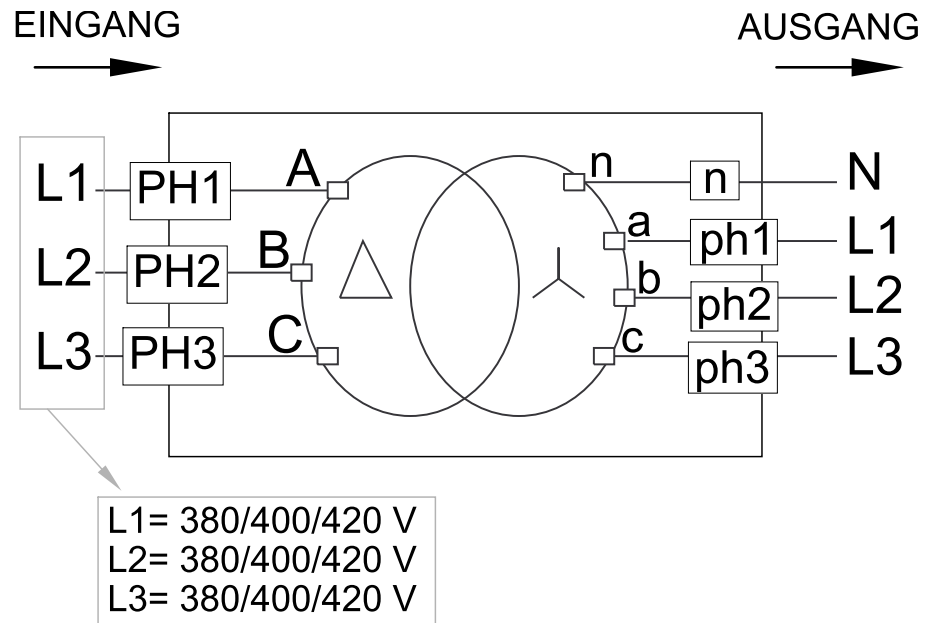 EINGANG
AUSGANG
L1 PH1 A n n N
a ph1 L1
L2 PH2 B b ph2 L2
L3 PH3 C c ph3 L3
L1= 380/400/420 V
L2= 380/400/420 V
L3= 380/400/420 V